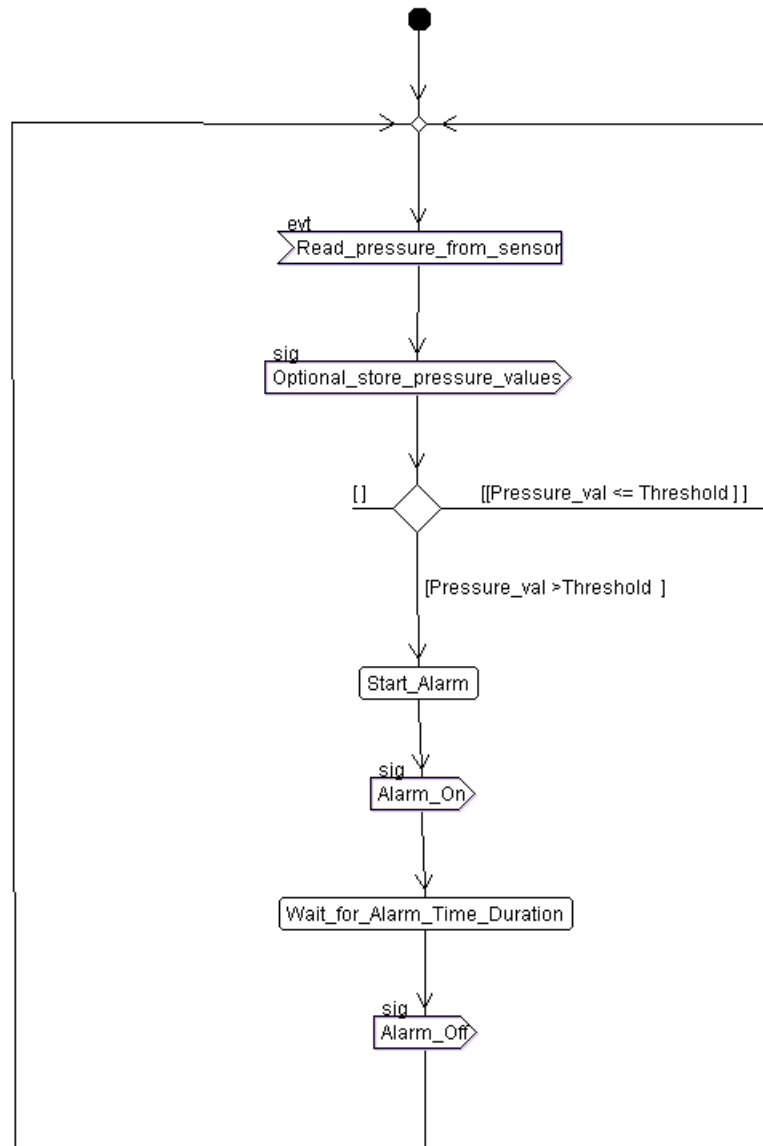 evt
Read_pressure_from_sensor
sig
Optional_store_pressure_values
[ ]
[[Pressure_val <= Threshold ] ]
[Pressure_val >Threshold  ]
Start_Alarm
sig
Alarm_On
Wait_for_Alarm_Time_Duration
sig
Alarm_Off